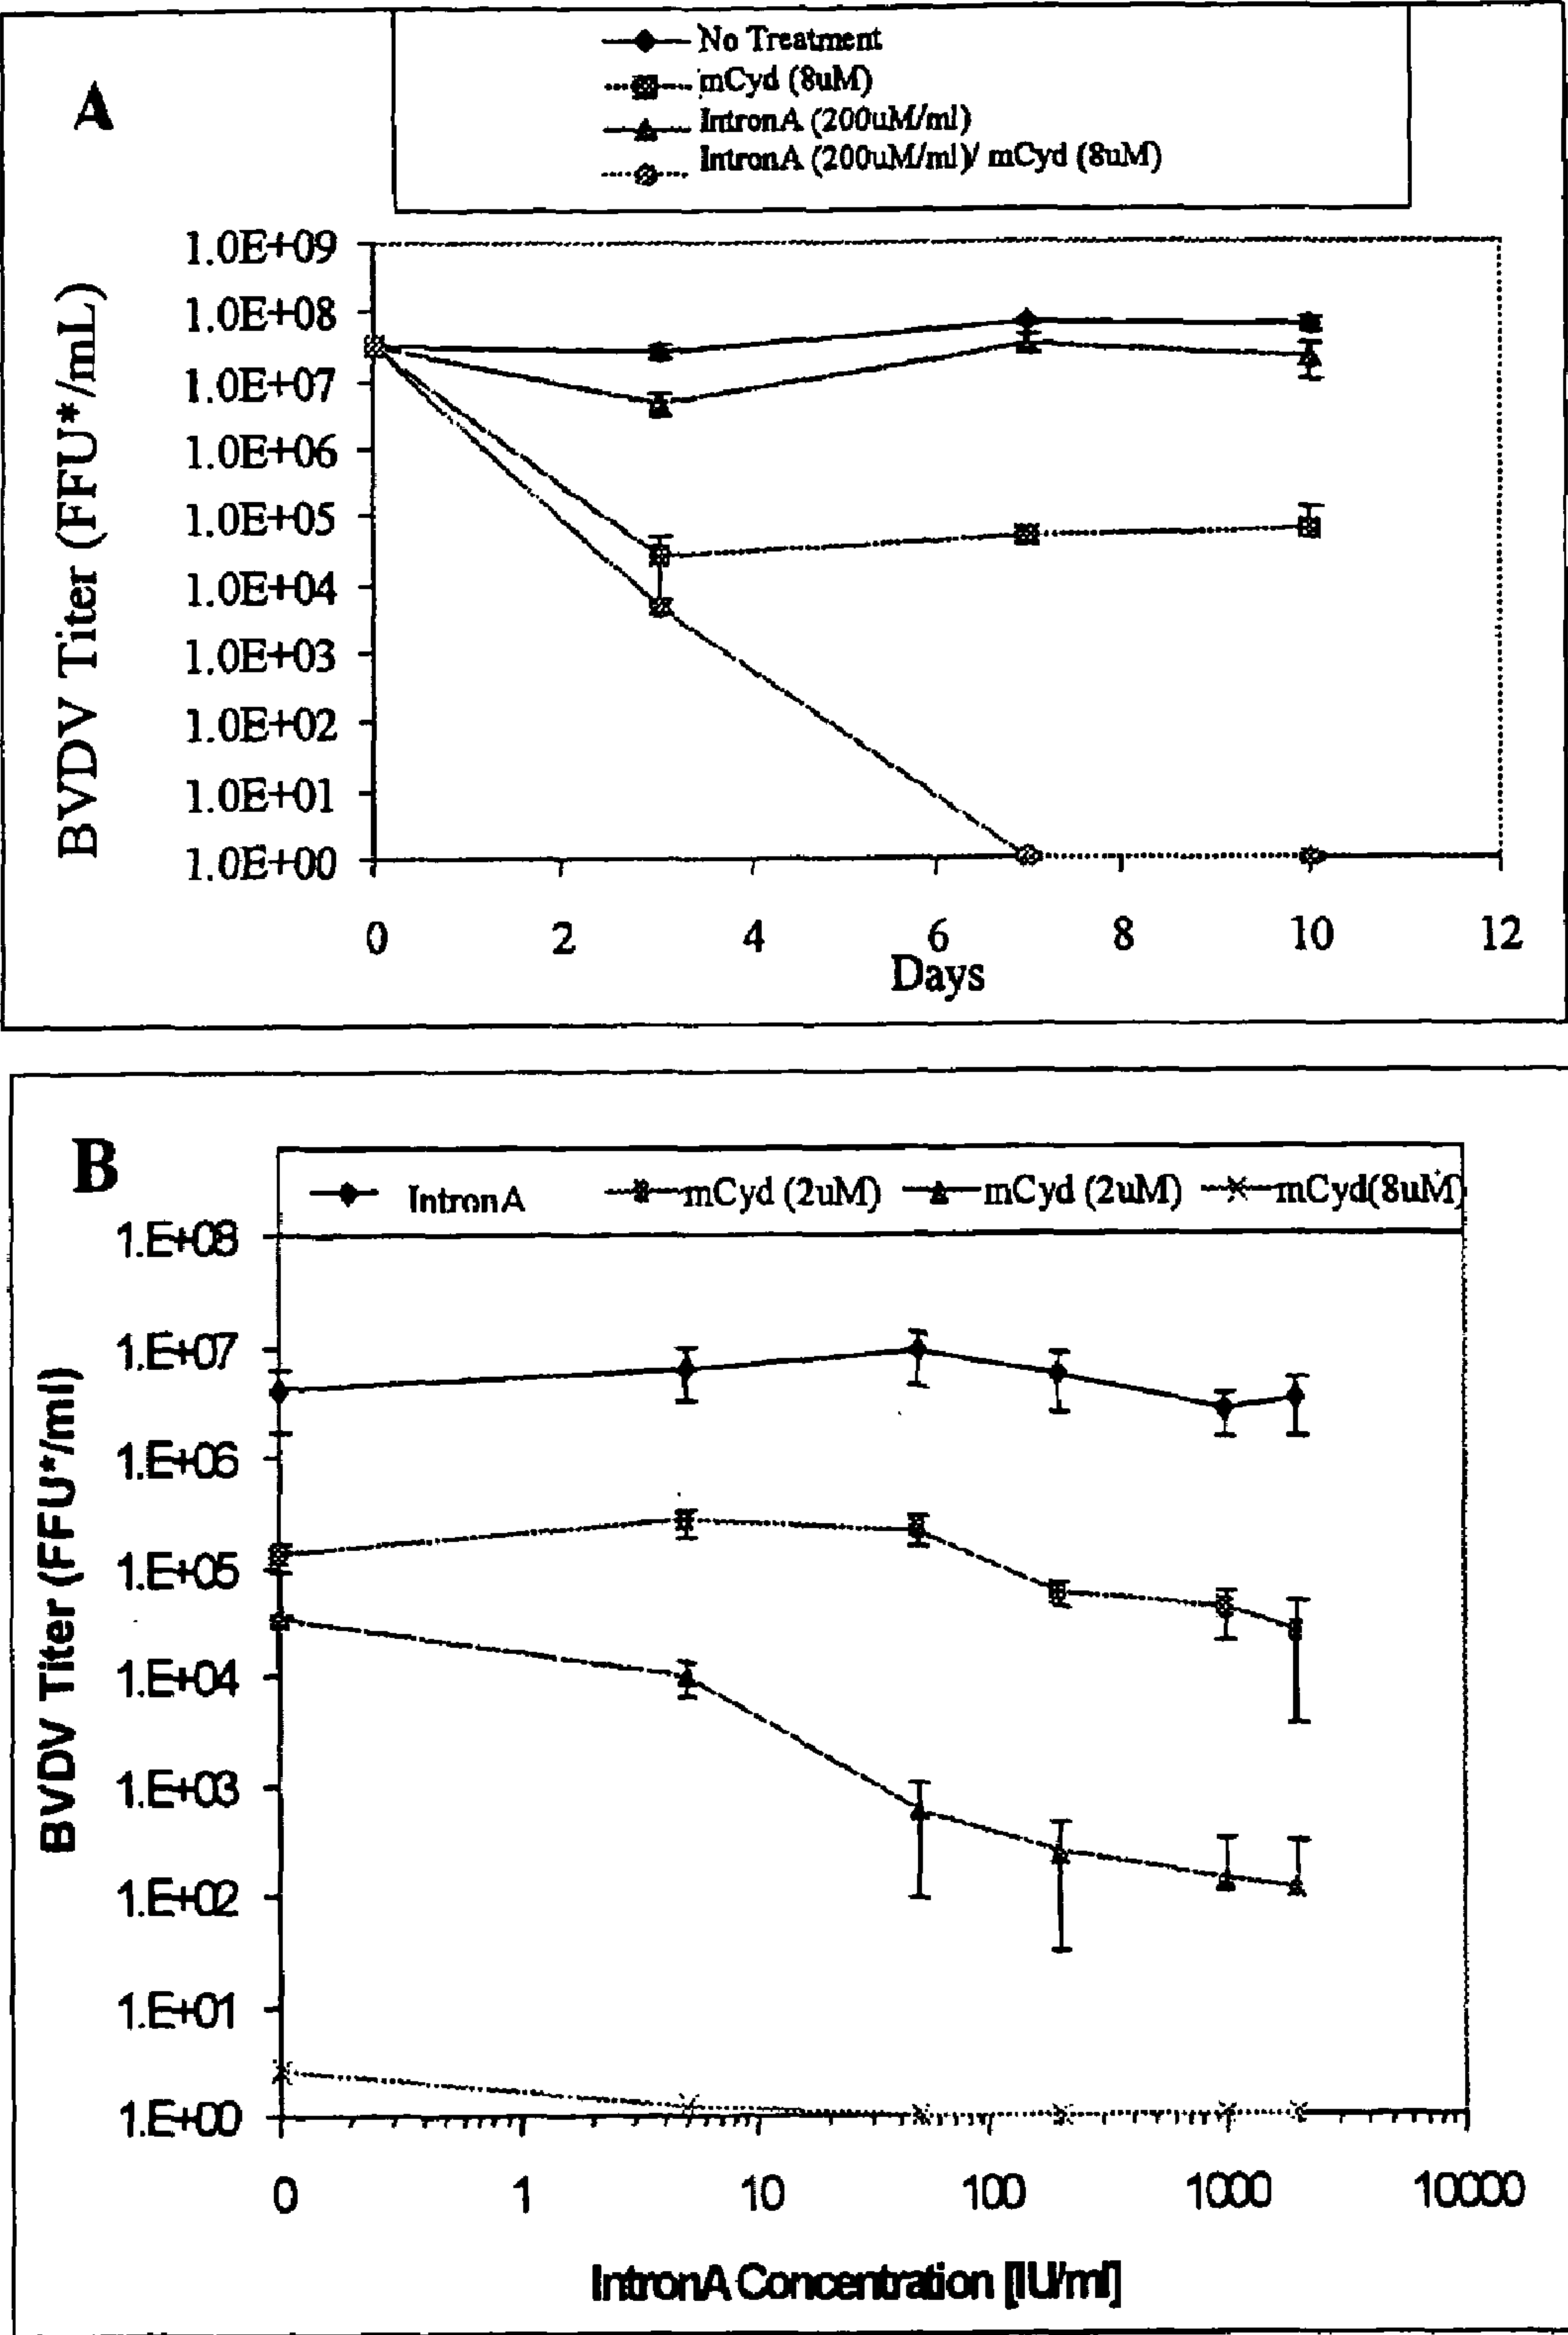 A
No Treatment
mCyd (8uM)
IntronA (200uM/ml)
IntronA (200uM/ml)/ mCyd (8uM)
BVDV Titer (FFU*/mL)
1.0E+09
1.0E+08
1.0E+07
1.0E+06
1.0E+05
1.0E+04
1.0E+03
1.0E+02
1.0E+01
1.0E+00
0 2 4 6 8 10 12
Days
B
IntronA mCyd (2uM) mCyd (2uM) mCyd(8uM)
BVDV Titer (FFU*/ml)
1.E+08
1.E+07
1.E+06
1.E+05
1.E+04
1.E+03
1.E+02
1.E+01
1.E+00
0 1 10 100 1000 10000
IntronA Concentration [IU/ml]